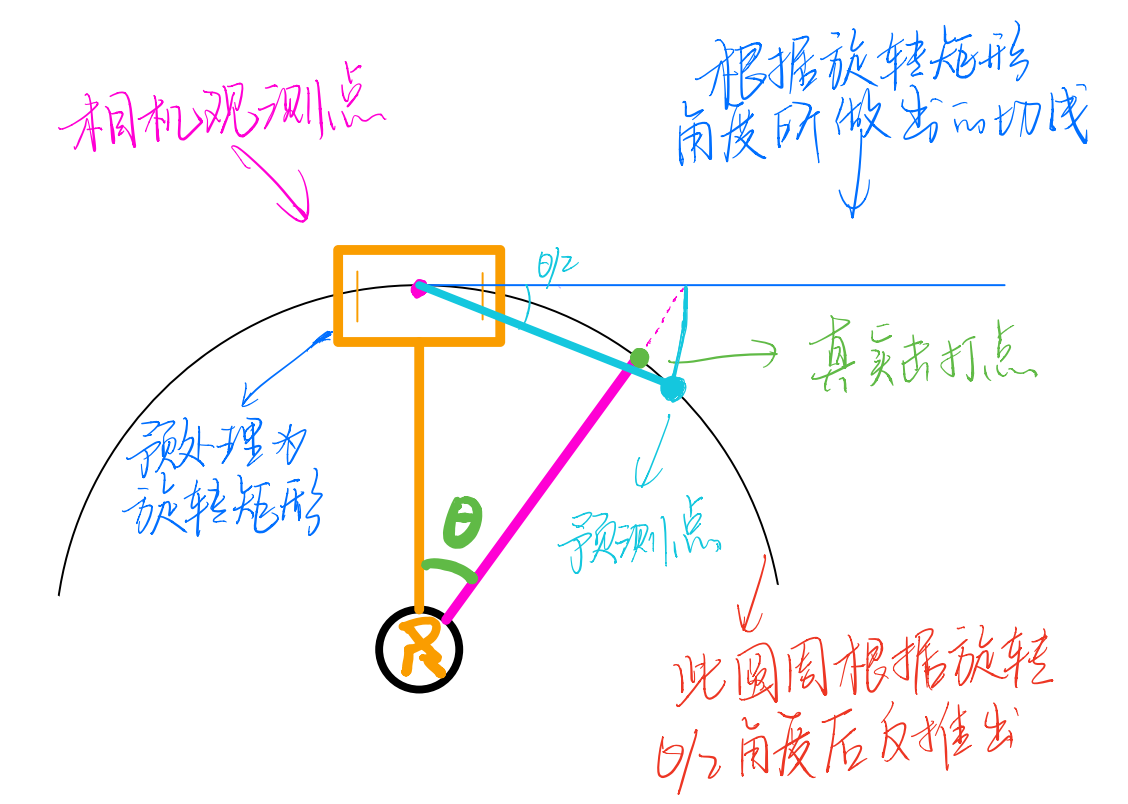 相机观测点
根据旋转矩形
角度所做出的切线
θ/2
真实击打点
预处理为
旋转矩形
θ
预测点
R
此圆周根据旋转
θ/2角度后反推出